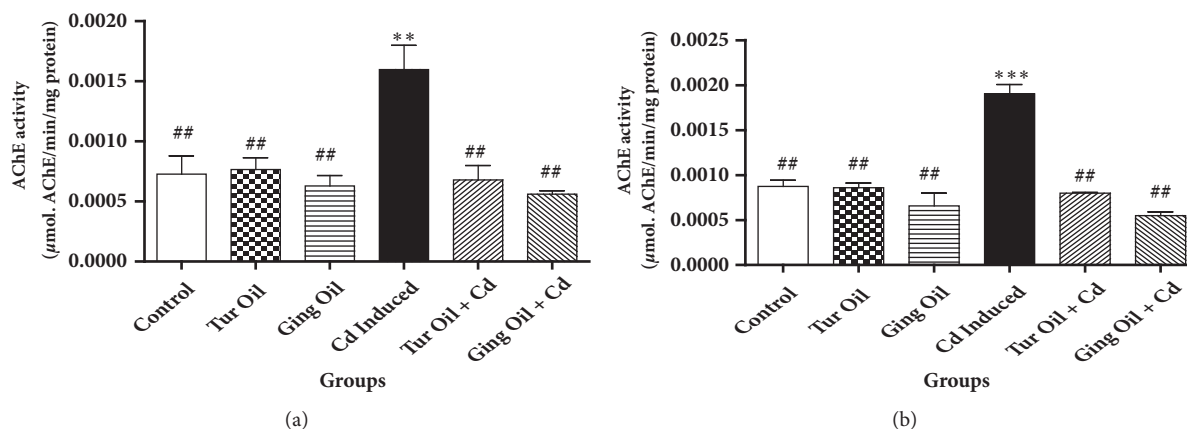 AChE activity
(μmol. AChE/min/mg protein)
0.0020
0.0015
0.0010
0.0005
0.0000
##
##
##
**
##
##
Control
Tur Oil
Ging Oil
Cd Induced
Tur Oil + Cd
Ging Oil + Cd
Groups
(a)
AChE activity
(μmol. AChE/min/mg protein)
0.0025
0.0020
0.0015
0.0010
0.0005
0.0000
##
##
##
***
##
##
Control
Tur Oil
Ging Oil
Cd Induced
Tur Oil + Cd
Ging Oil + Cd
Groups
(b)